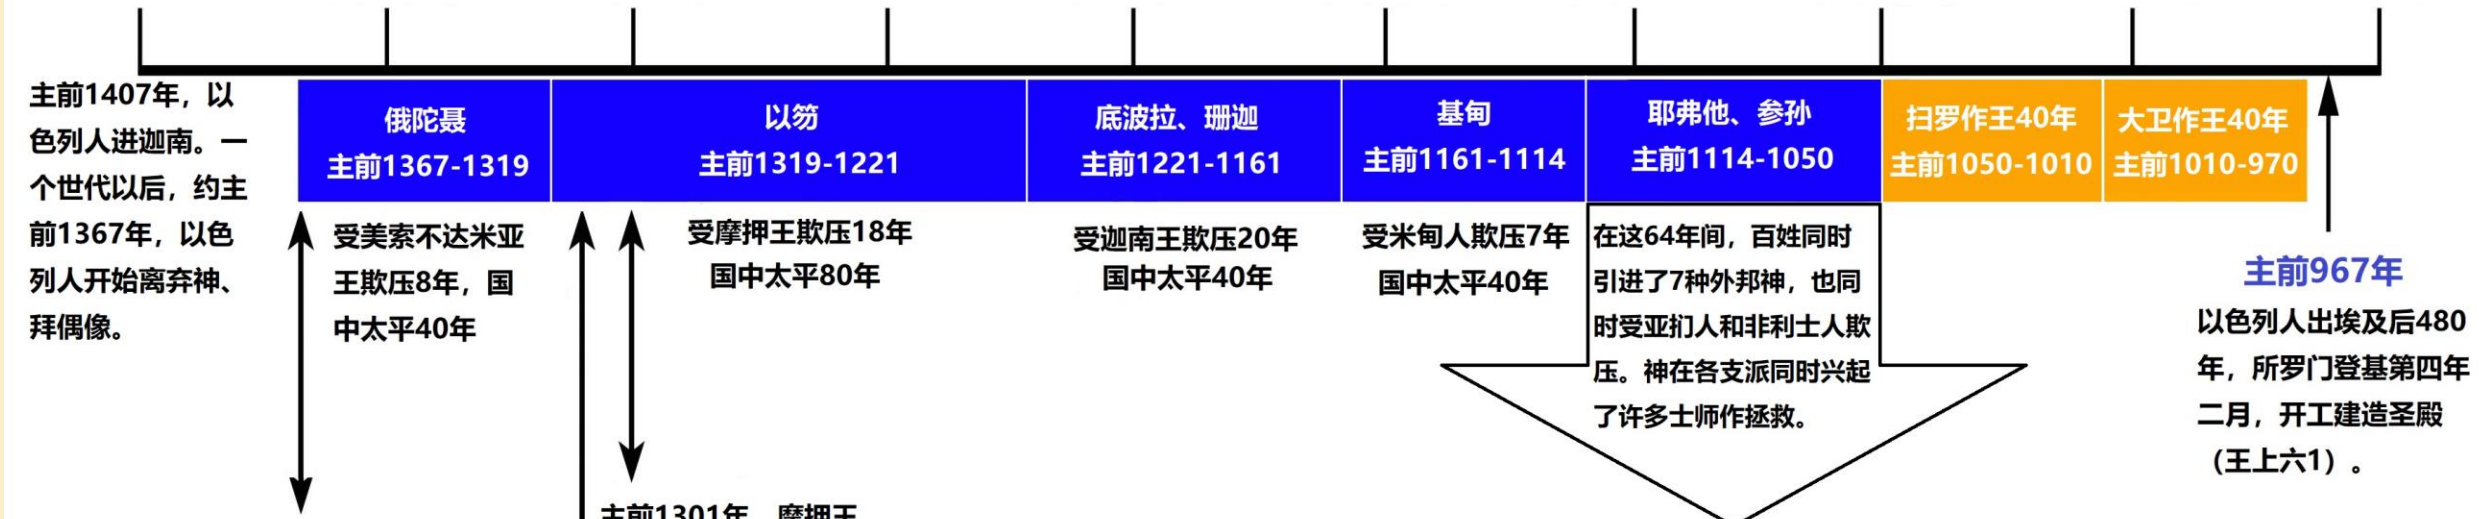 主前1407年，以
色列人进迦南。一
个世代以后，约主
前1367年，以色
列人开始离弃神、
拜偶像。
俄陀聂
主前1367-1319
受美索不达米亚
王欺压8年，国
中太平40年
以笏
主前1319-1221
受摩押王欺压18年
国中太平80年
主前1301年，摩押王
底波拉、珊迦
主前1221-1161
受迦南王欺压20年
国中太平40年
基甸
主前1161-1114
受米甸人欺压7年
国中太平40年
耶弗他、参孙
主前1114-1050
在这64年间，百姓同时
引进了7种外邦神，也同
时受亚扪人和非利士人欺
压。神在各支派同时兴起
了许多士师作拯救。
扫罗作王40年
主前1050-1010
大卫作王40年
主前1010-970
主前967年
以色列人出埃及后480
年，所罗门登基第四年
二月，开工建造圣殿
（王上六1）。